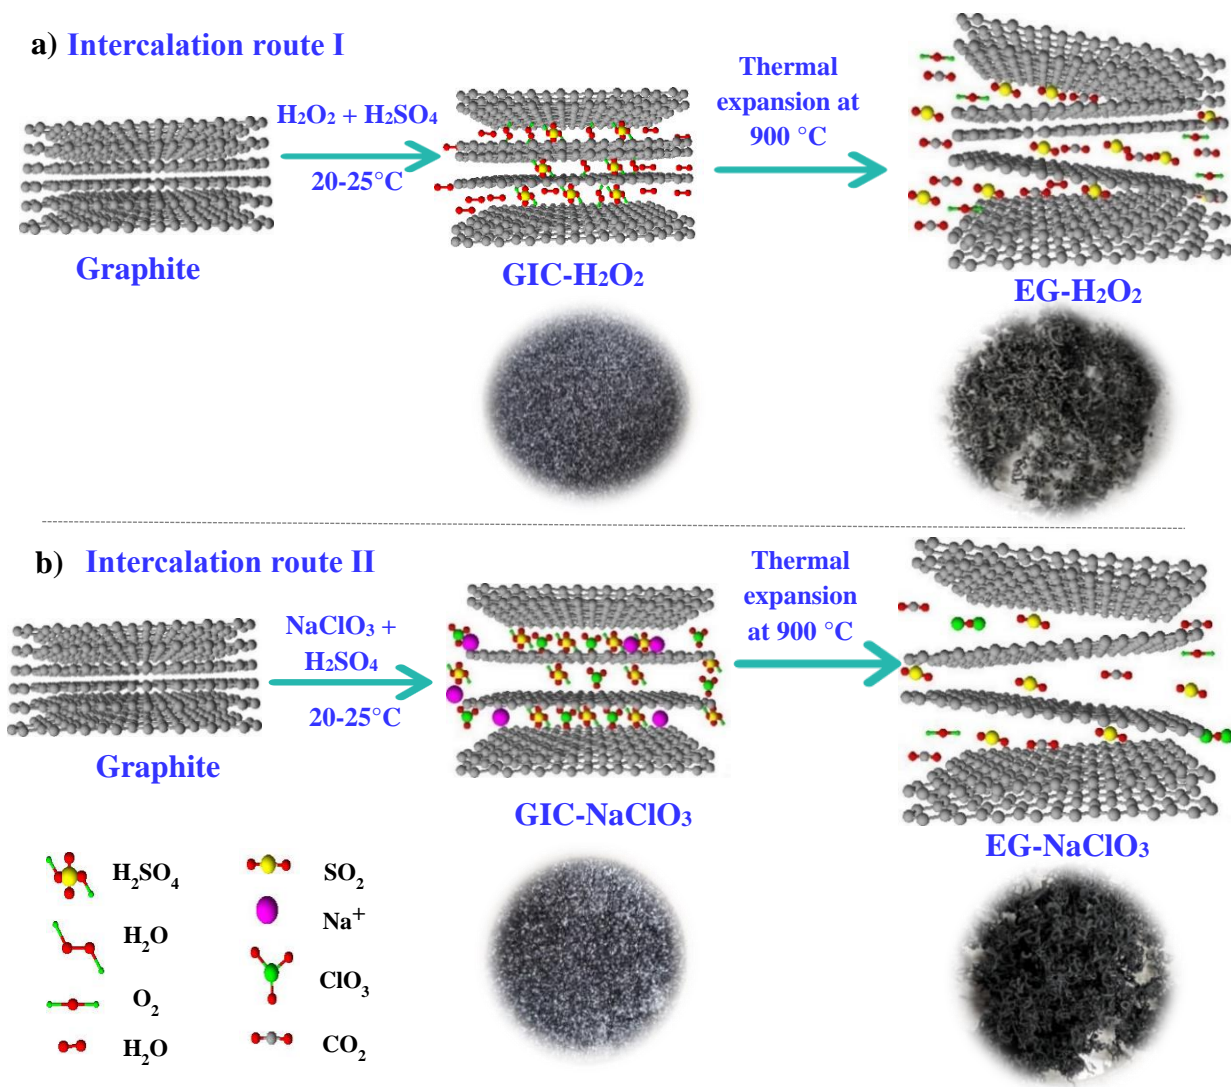 a) Intercalation route I
H₂O₂ + H₂SO₄
20-25°C
Thermal
expansion at
900 °C
Graphite
GIC-H₂O₂
EG-H₂O₂
b) Intercalation route II
NaClO₃ +
H₂SO₄
20-25°C
Thermal
expansion
at 900 °C
Graphite
GIC-NaClO₃
EG-NaClO₃
H₂SO₄
SO₂
Na⁺
H₂O
ClO₃
O₂
H₂O
CO₂